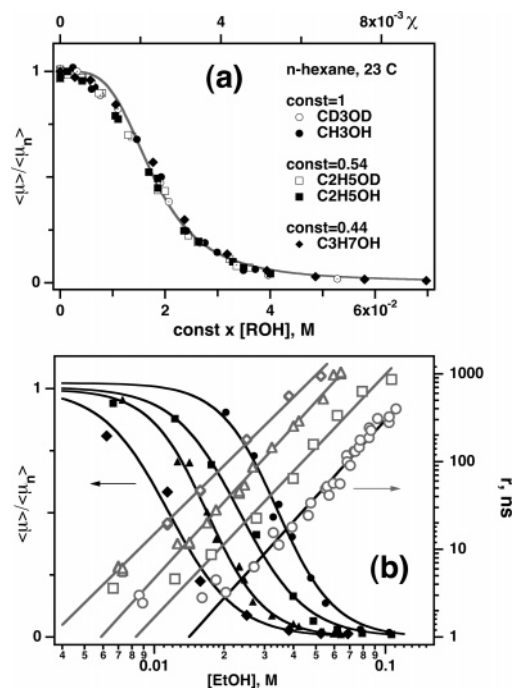 0 2 4 6 8x10⁻³ χ
(a)
n-hexane, 23 C
const=1
CD3OD
CH3OH
const=0.54
C2H5OD
C2H5OH
const=0.44
C3H7OH
1
0
<μ>/<μn>
0 2 4 6x10⁻²
const x [ROH], M
1
0
<μ>/<μn>
1000
100
10
1
r, ns
(b)
4 5 6 7 8 9 0.01 2 3 4 5 6 7 8 9 0.1
[EtOH], M